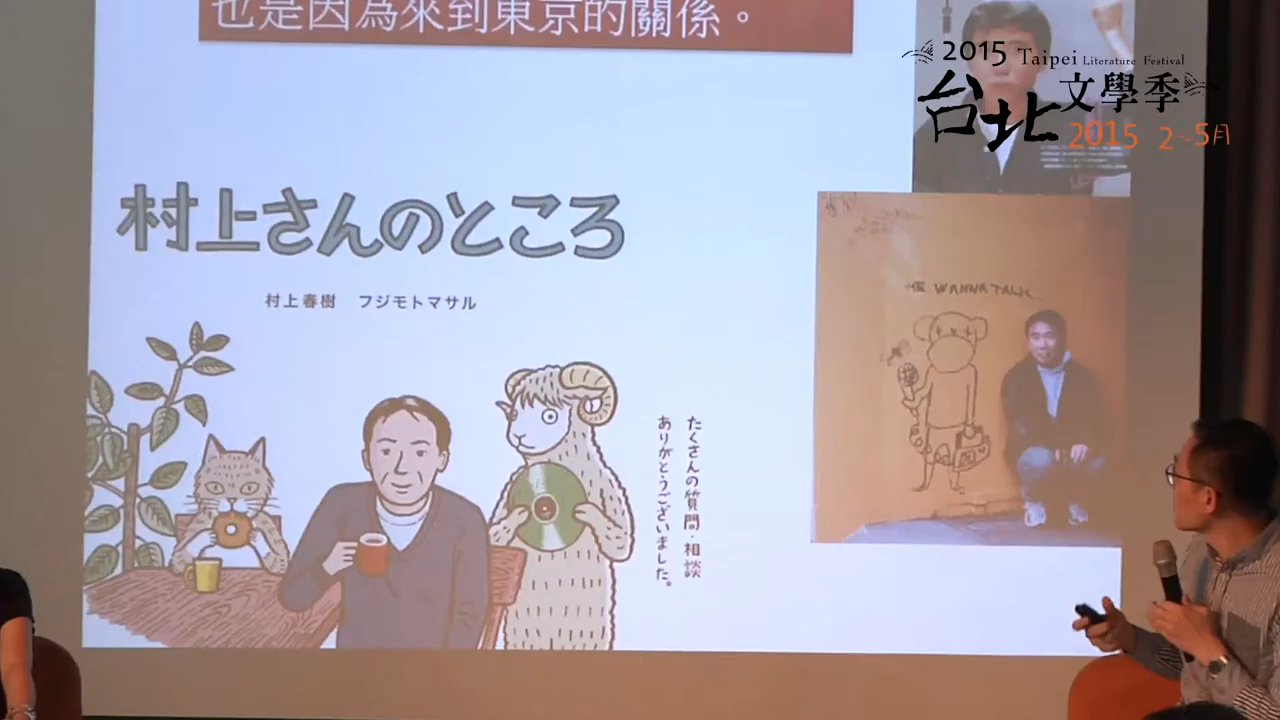 也是因為來到東京的關係。
2015 Taipei Literature Festival
台北文學季
2015 2~5月
村上さんのところ
村上春樹 フジモトマサル
HE WANNA TALK
たくさんの質問・相談
ありがとうございました。